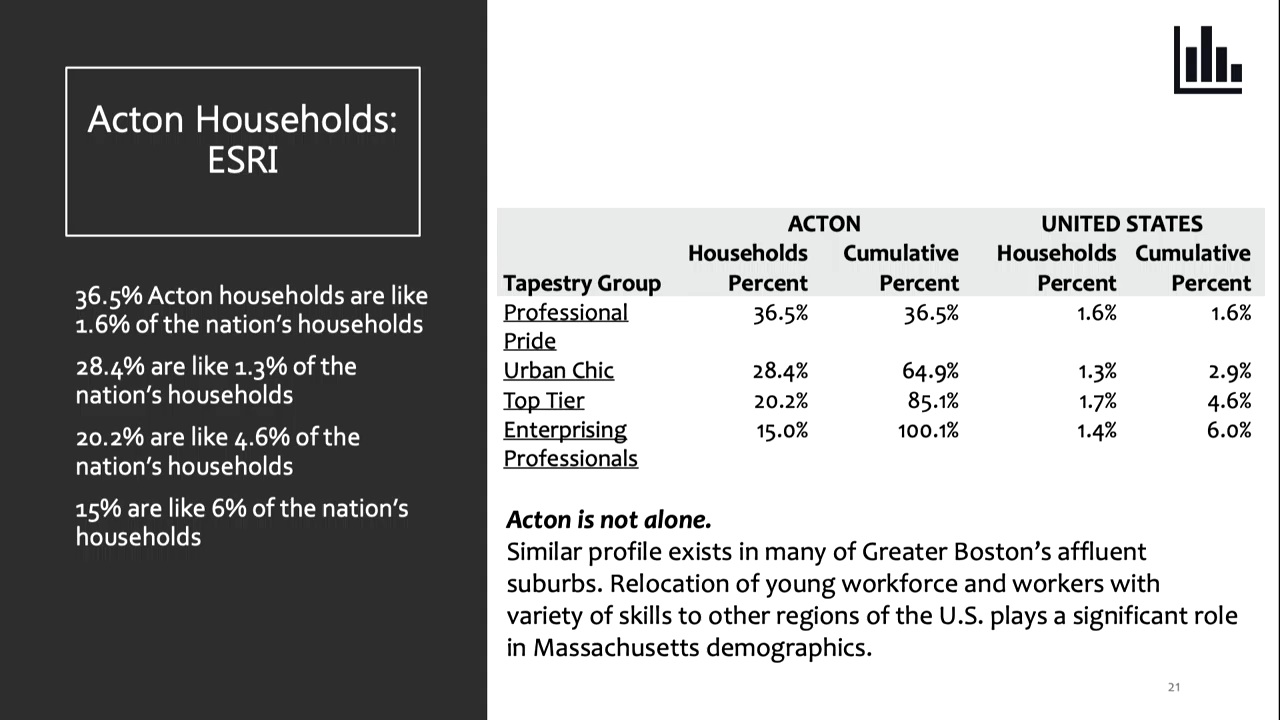 Acton Households:
ESRI
36.5% Acton households are like
1.6% of the nation's households
28.4% are like 1.3% of the
nation's households
20.2% are like 4.6% of the
nation's households
15% are like 6% of the nation's
households
ACTON UNITED STATES
Households Cumulative Households Cumulative
Tapestry Group Percent Percent Percent Percent
Professional 36.5% 36.5% 1.6% 1.6%
Pride
Urban Chic 28.4% 64.9% 1.3% 2.9%
Top Tier 20.2% 85.1% 1.7% 4.6%
Enterprising 15.0% 100.1% 1.4% 6.0%
Professionals
Acton is not alone.
Similar profile exists in many of Greater Boston's affluent
suburbs. Relocation of young workforce and workers with
variety of skills to other regions of the U.S. plays a significant role
in Massachusetts demographics.
21